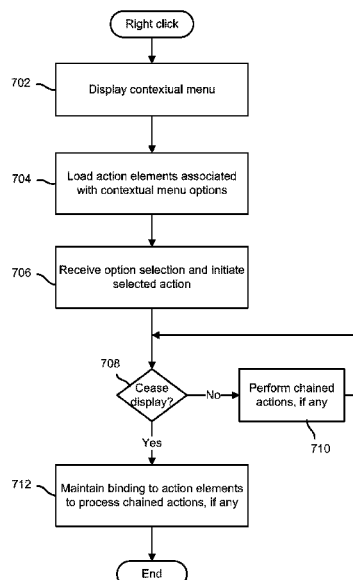 Right click
702
Display contextual menu
704
Load action elements associated
with contextual menu options
706
Receive option selection and initiate
selected action
708
Cease
display?
No
Perform chained
actions, if any
710
Yes
712
Maintain binding to action elements
to process chained actions, if any
End